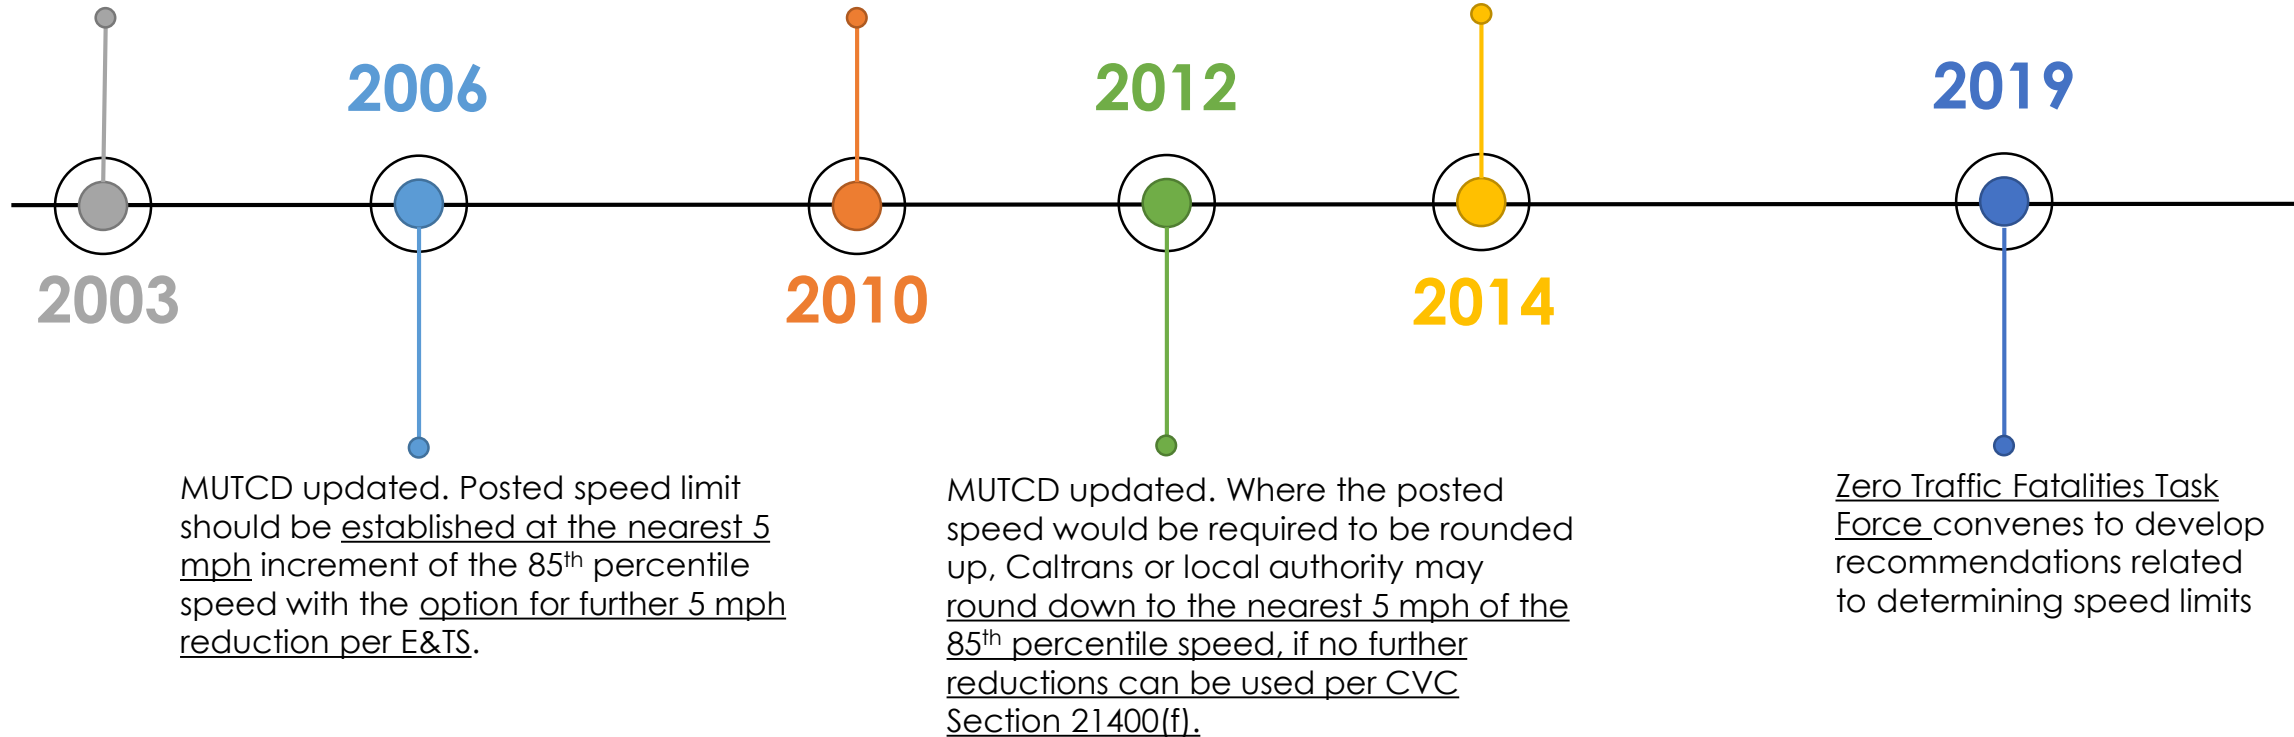 2003
2006
2010
2012
2014
2019
MUTCD updated. Posted speed limit
should be established at the nearest 5
mph increment of the 85th percentile
speed with the option for further 5 mph
reduction per E&TS.
MUTCD updated. Where the posted
speed would be required to be rounded
up, Caltrans or local authority may
round down to the nearest 5 mph of the
85th percentile speed, if no further
reductions can be used per CVC
Section 21400(f).
Zero Traffic Fatalities Task
Force convenes to develop
recommendations related
to determining speed limits